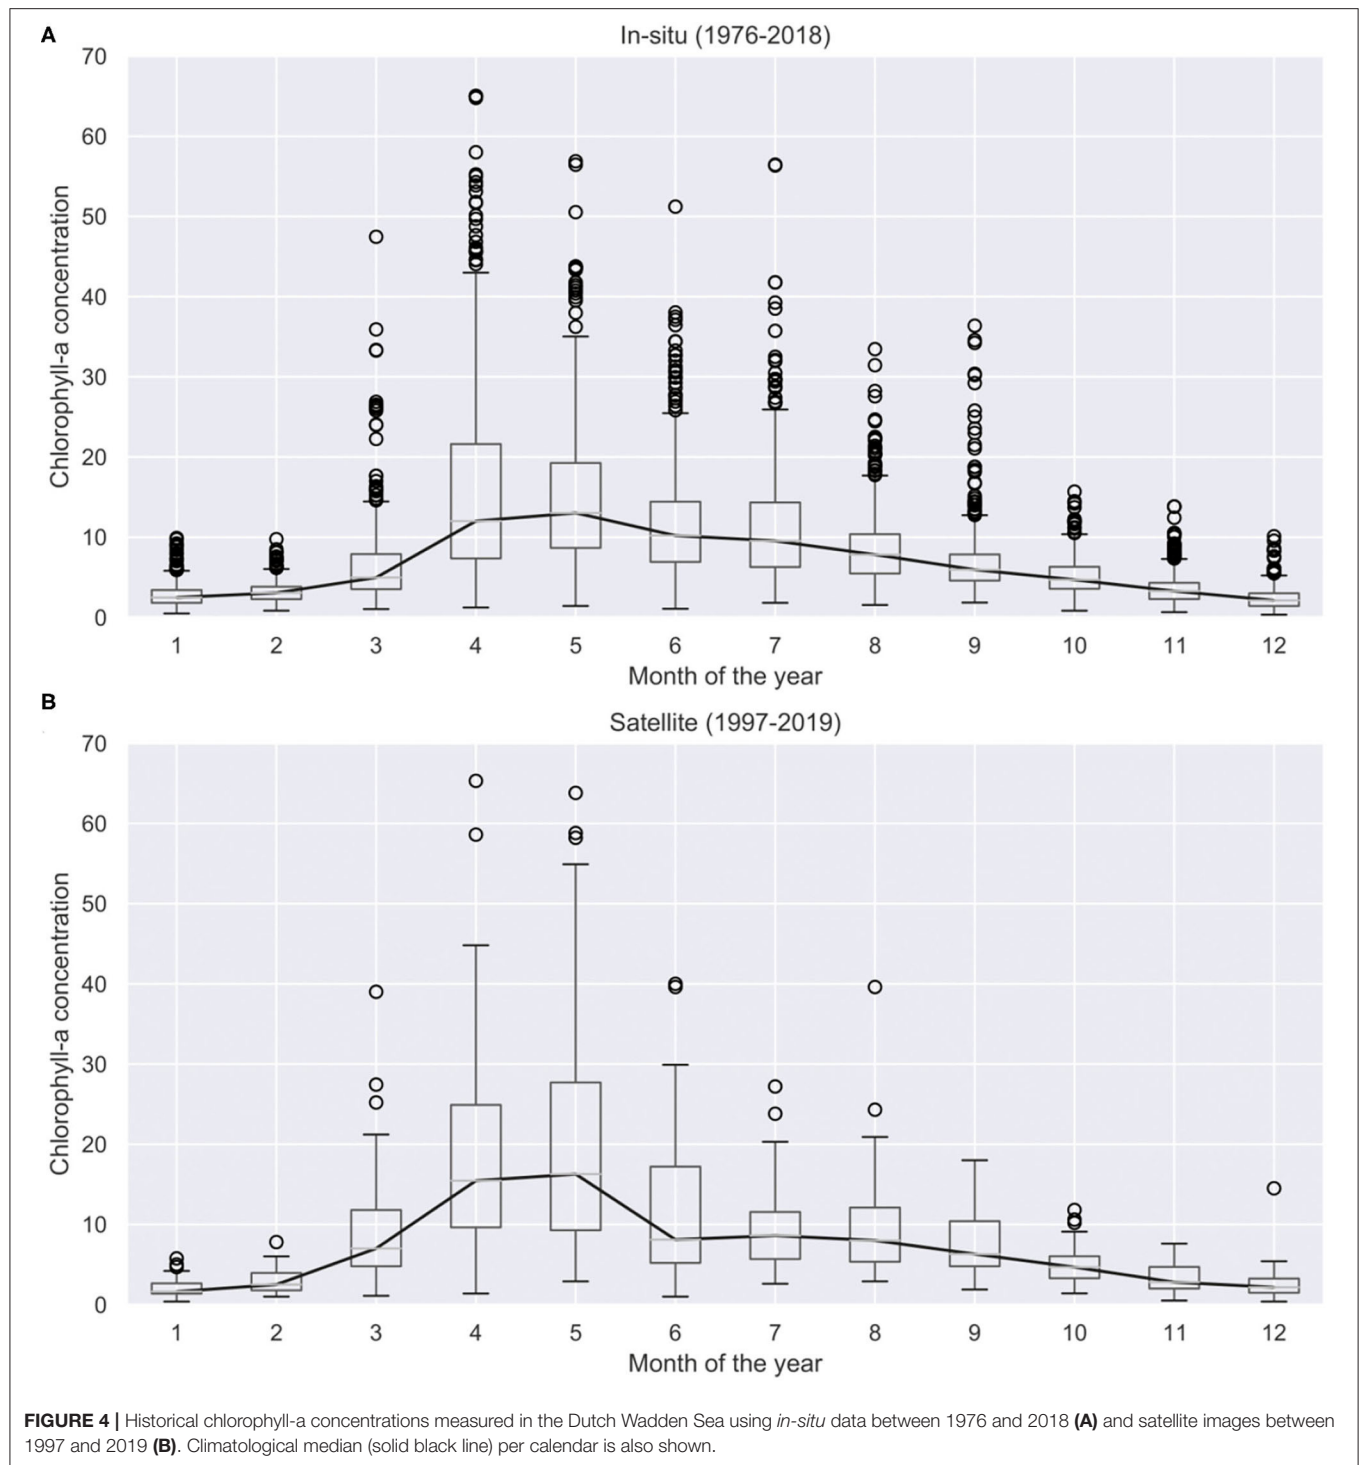 A
In-situ (1976-2018)
70
60
50
40
30
20
10
0
Chlorophyll-a concentration
1 2 3 4 5 6 7 8 9 10 11 12
Month of the year
B
Satellite (1997-2019)
70
60
50
40
30
20
10
0
Chlorophyll-a concentration
1 2 3 4 5 6 7 8 9 10 11 12
Month of the year
FIGURE 4 | Historical chlorophyll-a concentrations measured in the Dutch Wadden Sea using in-situ data between 1976 and 2018 (A) and satellite images between
1997 and 2019 (B). Climatological median (solid black line) per calendar is also shown.